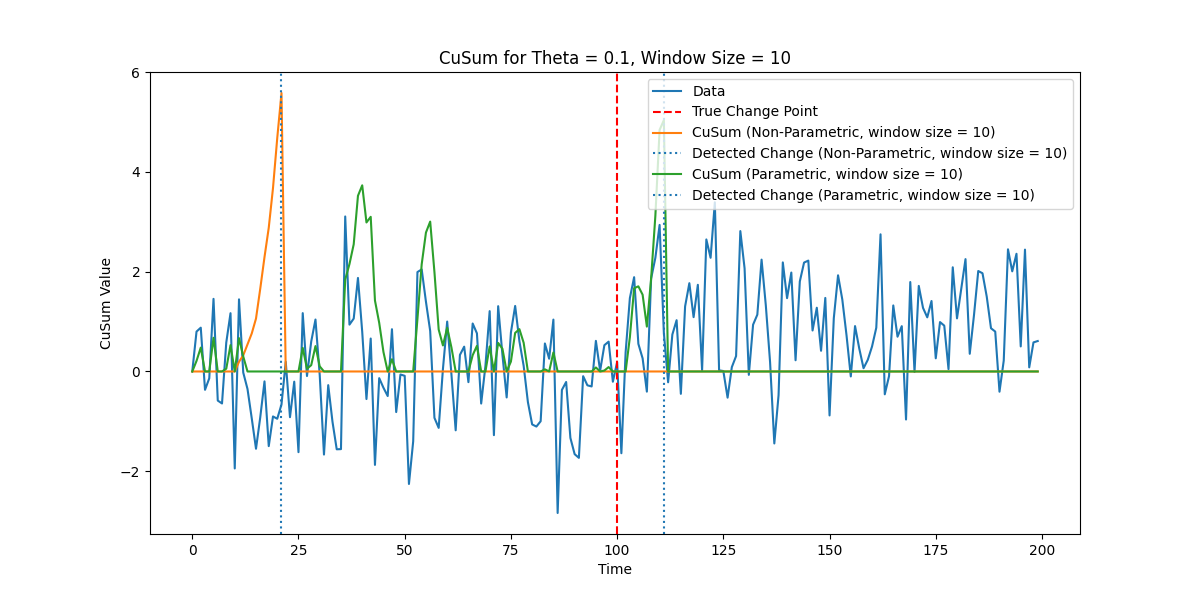 CuSum for Theta = 0.1, Window Size = 10
6
4
2
0
−2
CuSum Value
Data
True Change Point
CuSum (Non-Parametric, window size = 10)
Detected Change (Non-Parametric, window size = 10)
CuSum (Parametric, window size = 10)
Detected Change (Parametric, window size = 10)
0 25 50 75 100 125 150 175 200
Time